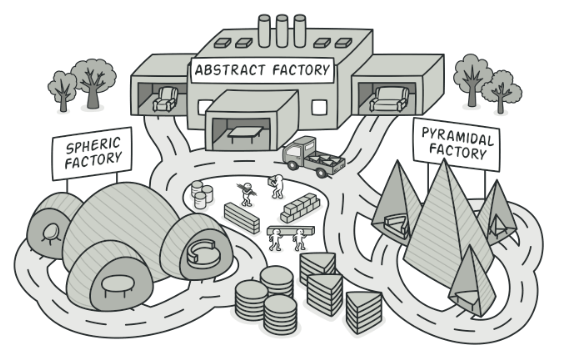 ABSTRACT FACTORY
SPHERIC
FACTORY
PYRAMIDAL
FACTORY